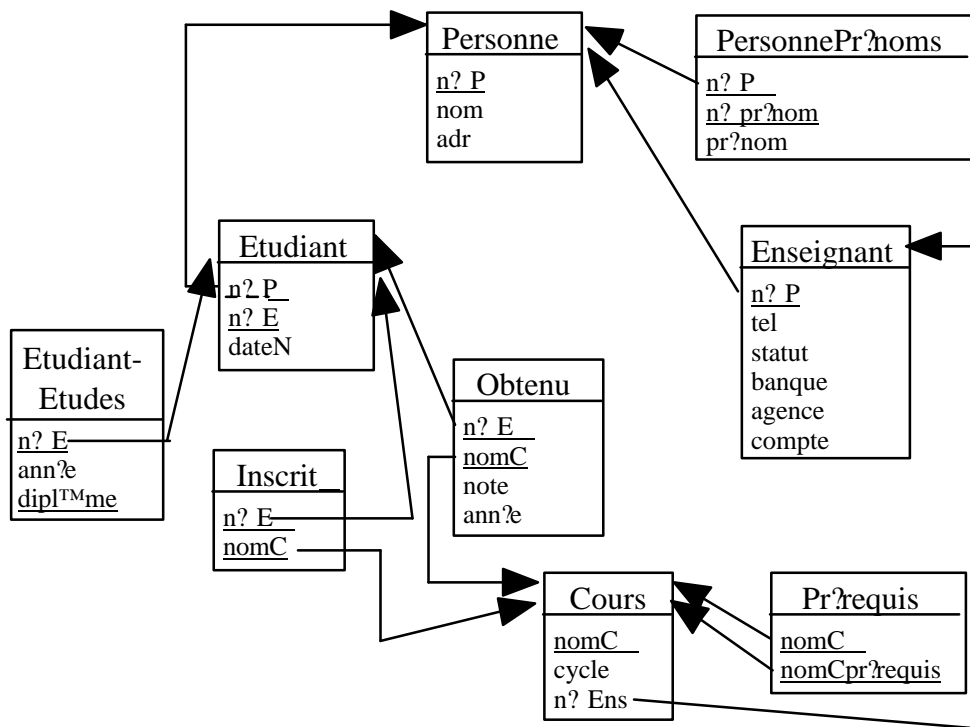 Personne
n? P
nom
adr
PersonnePr?noms
n? P
n? pr?nom
pr?nom
Etudiant
n? P
n? E
dateN
Enseignant
n? P
tel
statut
banque
agence
compte
Etudiant-
Etudes
n? E
ann?e
dipl™me
Obtenu
n? E
nomC
note
ann?e
Inscrit_
n? E
nomC
Cours
nomC
cycle
n? Ens
Pr?requis
nomC
nomCpr?requis